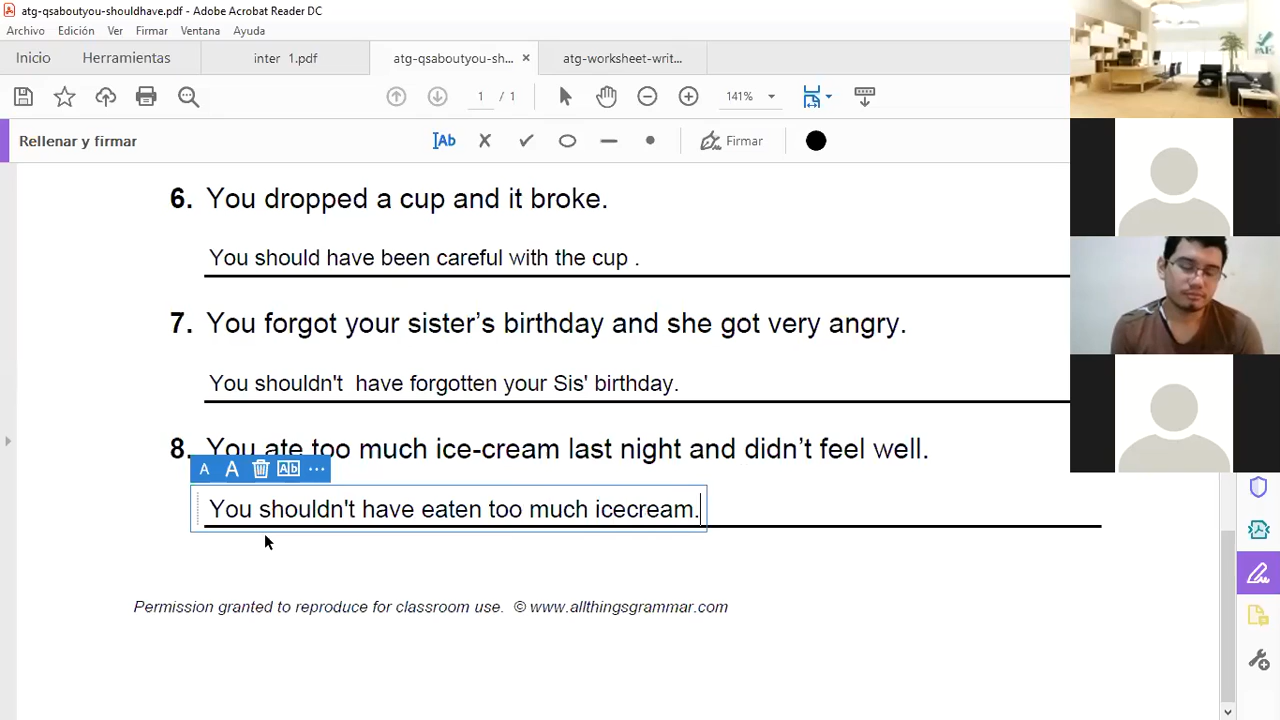 atg-qsaboutyou-shouldhave.pdf - Adobe Acrobat Reader DC
Archivo Edición Ver Firmar Ventana Ayuda
Inicio Herramientas inter 1.pdf atg-qsaboutyou-sh... × atg-worksheet-writ...
1 / 1 141%
Rellenar y firmar Ab Firmar
6. You dropped a cup and it broke.
You should have been careful with the cup .
7. You forgot your sister’s birthday and she got very angry.
You shouldn't have forgotten your Sis' birthday.
8. You ate too much ice-cream last night and didn’t feel well.
A A Ab ...
You shouldn't have eaten too much icecream.
Permission granted to reproduce for classroom use. © www.allthingsgrammar.com